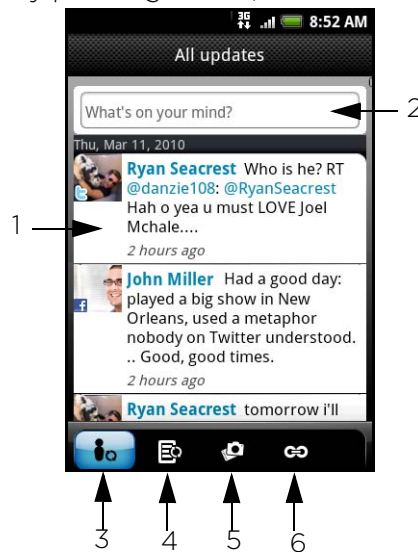 3G 8:52 AM
All updates
What's on your mind?
2
Thu, Mar 11, 2010
Ryan Seacrest Who is he? RT
@danzie108: @RyanSeacrest
Hah o yea u must LOVE Joel
Mchale....
1
2 hours ago
John Miller Had a good day:
played a big show in New
Orleans, used a metaphor
nobody on Twitter understood.
.. Good, good times.
2 hours ago
Ryan Seacrest tomorrow i'll
3 4 5 6